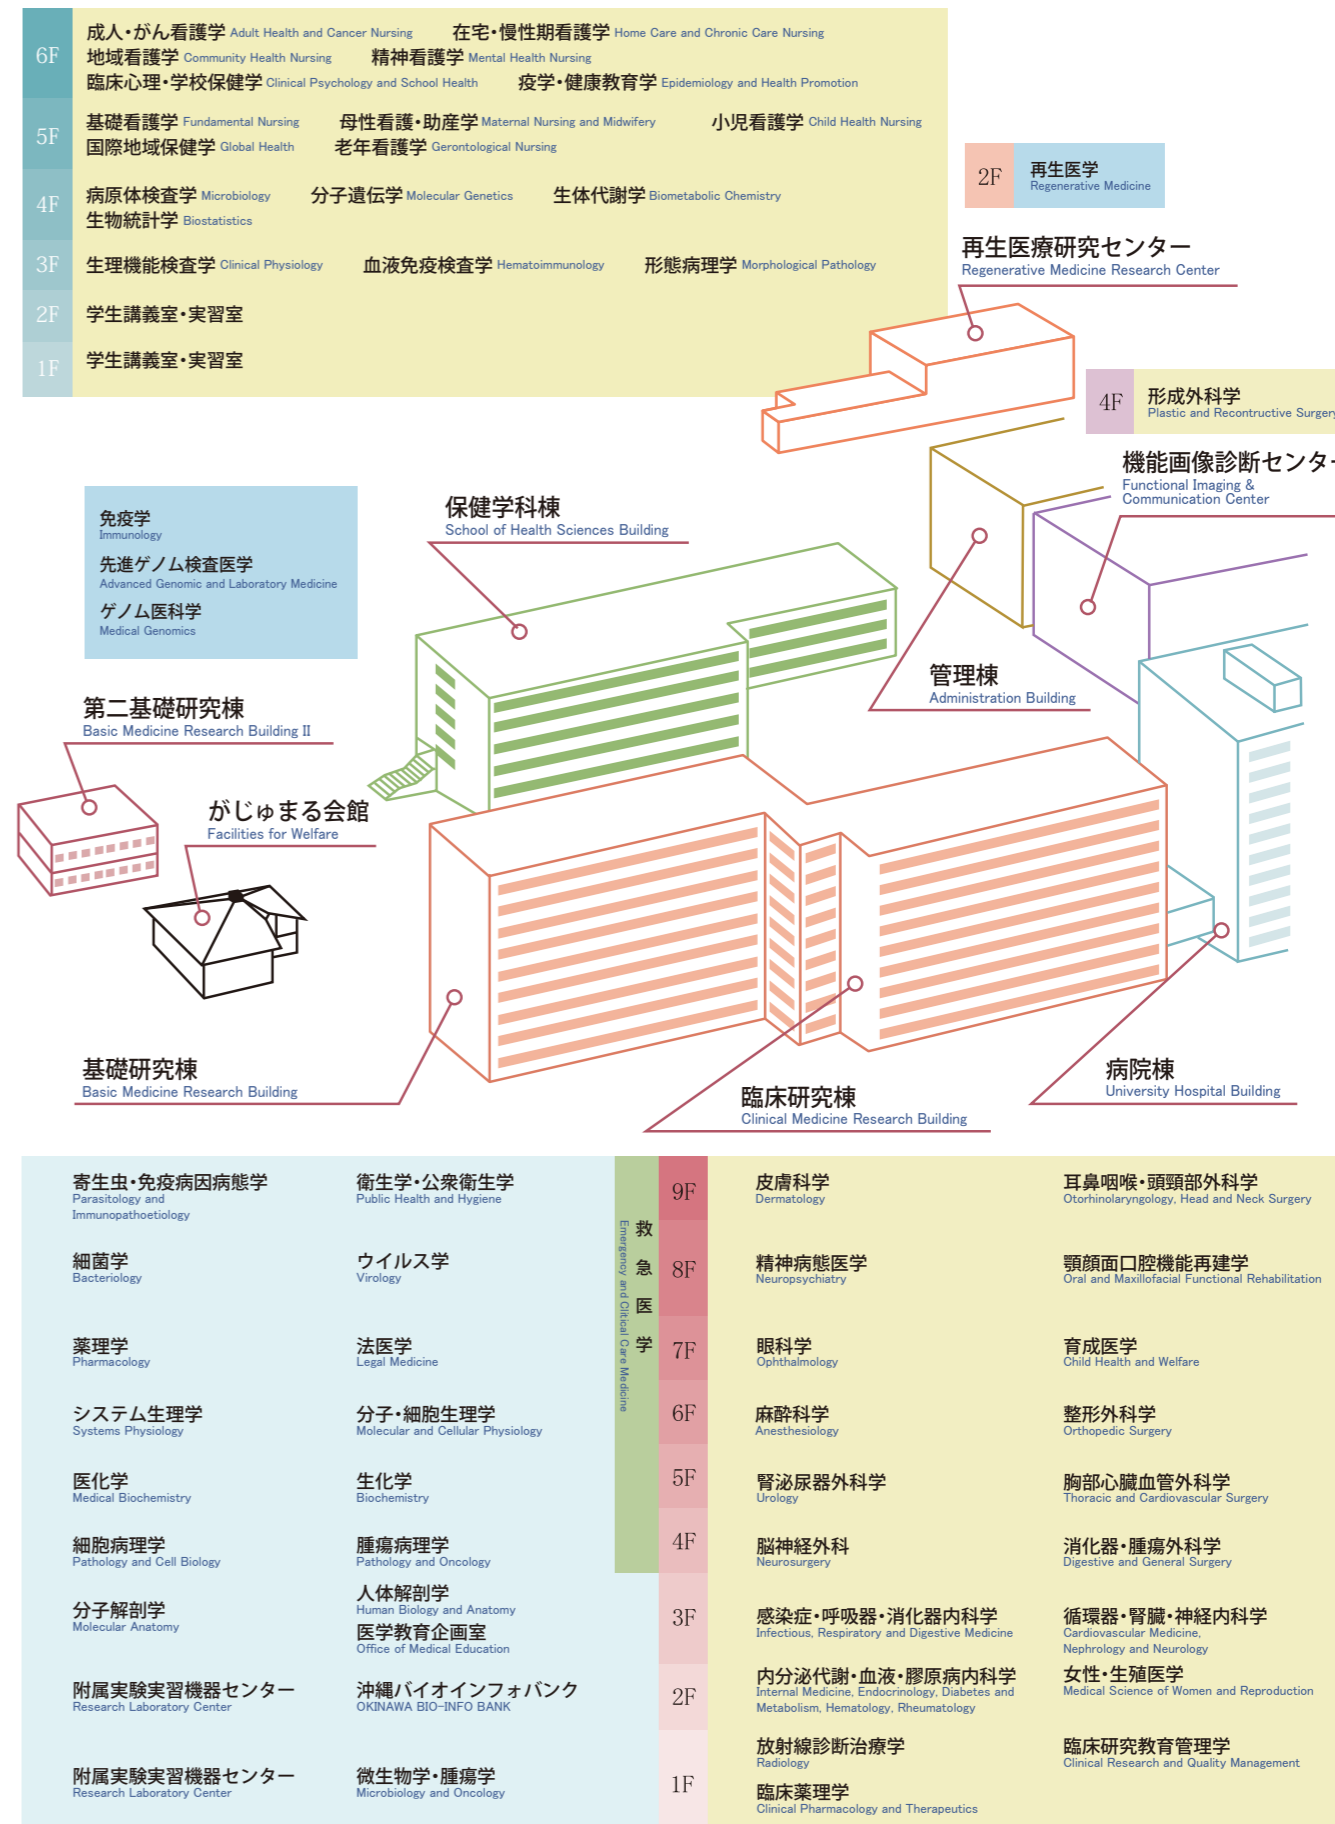 6F
成人・がん看護学 Adult Health and Cancer Nursing 在宅・慢性期看護学 Home Care and Chronic Care Nursing
地域看護学 Community Health Nursing 精神看護学 Mental Health Nursing
臨床心理・学校保健学 Clinical Psychology and School Health 疫学・健康教育学 Epidemiology and Health Promotion
5F
基礎看護学 Fundamental Nursing 母性看護・助産学 Maternal Nursing and Midwifery 小児看護学 Child Health Nursing
国際地域保健学 Global Health 老年看護学 Gerontological Nursing
4F
病原体検査学 Microbiology 分子遺伝学 Molecular Genetics 生体代謝学 Biometabolic Chemistry
生物統計学 Biostatistics
3F 生理機能検査学 Clinical Physiology 血液免疫検査学 Hematoimmunology 形態病理学 Morphological Pathology
2F 学生講義室・実習室
1F 学生講義室・実習室
2F
再生医学
Regenerative Medicine
再生医療研究センター
Regenerative Medicine Research Center
4F
形成外科学
Plastic and Recontructive Surgery
機能画像診断センター
Functional Imaging &
Communication Center
免疫学
Immunology
先進ゲノム検査医学
Advanced Genomic and Laboratory Medicine
ゲノム医科学
Medical Genomics
保健学科棟
School of Health Sciences Building
管理棟
Administration Building
第二基礎研究棟
Basic Medicine Research Building II
がじゅまる会館
Facilities for Welfare
基礎研究棟
Basic Medicine Research Building
臨床研究棟
Clinical Medicine Research Building
病院棟
University Hospital Building
寄生虫・免疫病因病態学
Parasitology and
Immunopathoetiology
衛生学・公衆衛生学
Public Health and Hygiene
細菌学
Bacteriology
ウイルス学
Virology
薬理学
Pharmacology
法医学
Legal Medicine
システム生理学
Systems Physiology
分子・細胞生理学
Molecular and Cellular Physiology
医化学
Medical Biochemistry
生化学
Biochemistry
細胞病理学
Pathology and Cell Biology
腫瘍病理学
Pathology and Oncology
分子解剖学
Molecular Anatomy
人体解剖学
Human Biology and Anatomy
医学教育企画室
Office of Medical Education
附属実験実習機器センター
Research Laboratory Center
沖縄バイオインフォバンク
OKINAWA BIO-INFO BANK
附属実験実習機器センター
Research Laboratory Center
微生物学・腫瘍学
Microbiology and Oncology
救急医学
Emergency and Clitical Care Medicine
9F
皮膚科学
Dermatology
耳鼻咽喉・頭頸部外科学
Otorhinolaryngology, Head and Neck Surgery
8F
精神病態医学
Neuropsychiatry
顎顔面口腔機能再建学
Oral and Maxillofacial Functional Rehabilitation
7F
眼科学
Ophthalmology
育成医学
Child Health and Welfare
6F
麻酔科学
Anesthesiology
整形外科学
Orthopedic Surgery
5F
腎泌尿器外科学
Urology
胸部心臓血管外科学
Thoracic and Cardiovascular Surgery
4F
脳神経外科
Neurosurgery
消化器・腫瘍外科学
Digestive and General Surgery
3F
感染症・呼吸器・消化器内科学
Infectious, Respiratory and Digestive Medicine
循環器・腎臓・神経内科学
Cardiovascular Medicine,
Nephrology and Neurology
2F
内分泌代謝・血液・膠原病内科学
Internal Medicine, Endocrinology, Diabetes and
Metabolism, Hematology, Rheumatology
女性・生殖医学
Medical Science of Women and Reproduction
1F
放射線診断治療学
Radiology
臨床研究教育管理学
Clinical Research and Quality Management
臨床薬理学
Clinical Pharmacology and Therapeutics